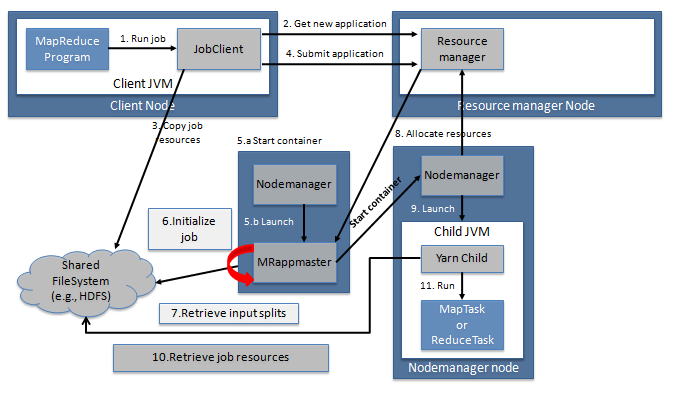 MapReduce
Program
1. Run job
JobClient
Client JVM
Client Node
2. Get new application
4. Submit application
Resource
manager
Resource manager Node
3. Copy job
resources
5.a Start container
8. Allocate resources
Nodemanager
5.b Launch
MRappmaster
6.Initialize
job
Start container
Nodemanager
9. Launch
Child JVM
Yarn Child
11. Run
MapTask
or
ReduceTask
Nodemanager node
Shared
FileSystem
(e.g., HDFS)
7.Retrieve input splits
10.Retrieve job resources